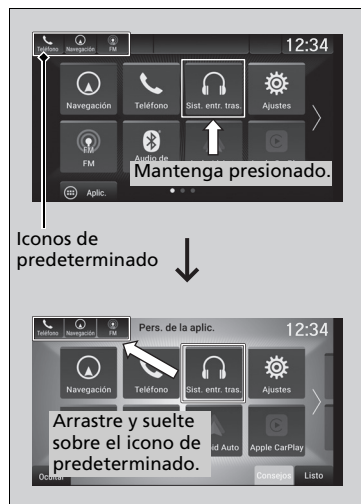 Teléfono Navegación FM 12:34
Navegación Teléfono Sist. entr. tras. Ajustes
FM Audio de
Mantenga presionado.
Aplic.
Iconos de
predeterminado
Teléfono Navegación FM Pers. de la aplic. 12:34
Navegación Teléfono Sist. entr. tras. Ajustes
Arrastre y suelte
sobre el icono de
predeterminado.
id Auto Apple CarPlay
Ocultar Consejos Listo